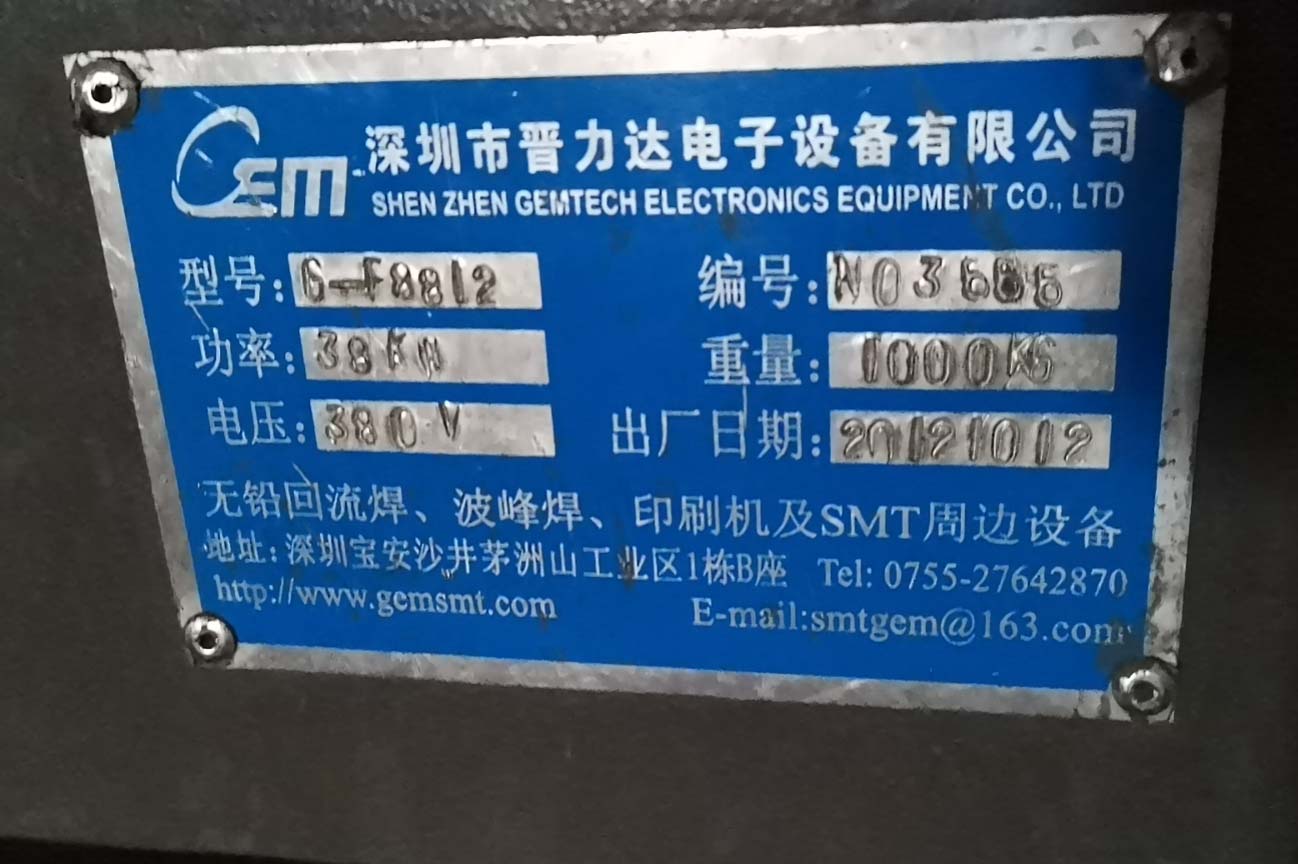 GEM 深圳市晋力达电子设备有限公司
SHEN ZHEN GEMTECH ELECTRONICS EQUIPMENT CO., LTD
型号: G-F8812 编号:
功率: 38KW 重量: 1000KG
电压: 380V 出厂日期: 20121012
无铅回流焊、波峰焊、印刷机及SMT周边设备
地址: 深圳宝安沙井茅洲山工业区1栋B座 Tel: 0755-27642870
http://www.gemsmt.com E-mail:smtgem@163.com